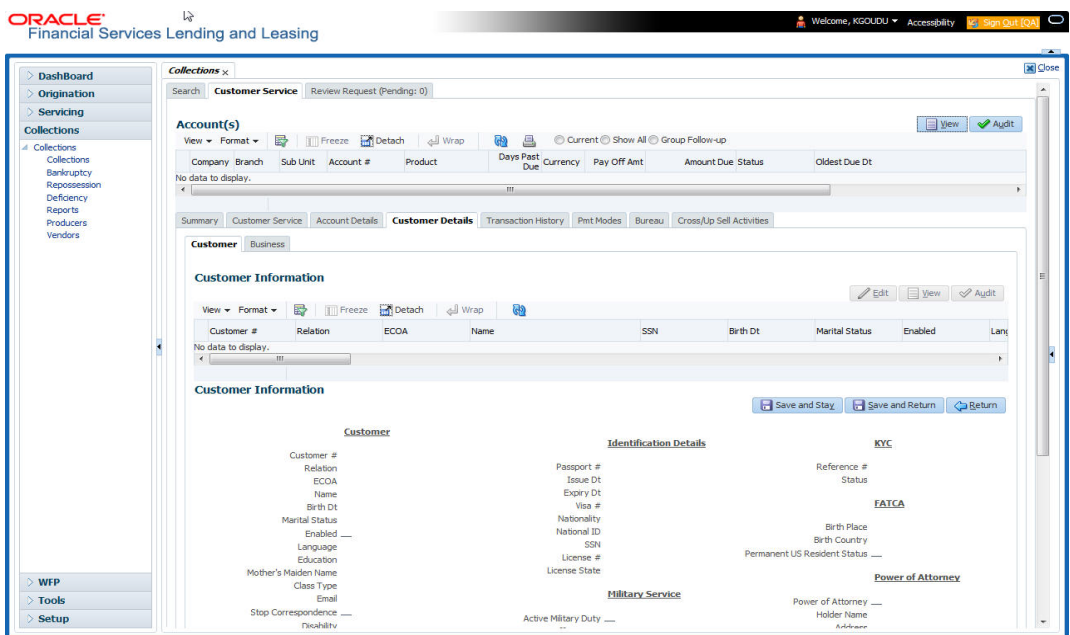 ORACLE
Financial Services Lending and Leasing
Welcome, KGOUDU Accessibility Sign Out [QA]
Close
DashBoard
Origination
Servicing
Collections
Collections
Collections
Bankruptcy
Repossession
Deficiency
Reports
Producers
Vendors
WFP
Tools
Setup
Collections x
Search Customer Service Review Request (Pending: 0)
Account(s)
View Audit
View Format Freeze Detach Wrap Current Show All Group Follow-up
Company Branch Sub Unit Account # Product Days Past Due Currency Pay Off Amt Amount Due Status Oldest Due Dt
No data to display.
Summary Customer Service Account Details Customer Details Transaction History Pmt Modes Bureau Cross/Up Sell Activities
Customer Business
Customer Information
Edit View Audit
View Format Freeze Detach Wrap
Customer # Relation ECOA Name SSN Birth Dt Marital Status Enabled Lang
No data to display.
Customer Information
Save and Stay Save and Return Return
Customer
Customer #
Relation
ECOA
Name
Birth Dt
Marital Status
Enabled
Language
Education
Mother's Maiden Name
Class Type
Email
Stop Correspondence
Disability
Identification Details
Passport #
Issue Dt
Expiry Dt
Visa #
Nationality
National ID
SSN
License #
License State
Military Service
Active Military Duty
KYC
Reference #
Status
FATCA
Birth Place
Birth Country
Permanent US Resident Status
Power of Attorney
Power of Attorney
Holder Name
Address